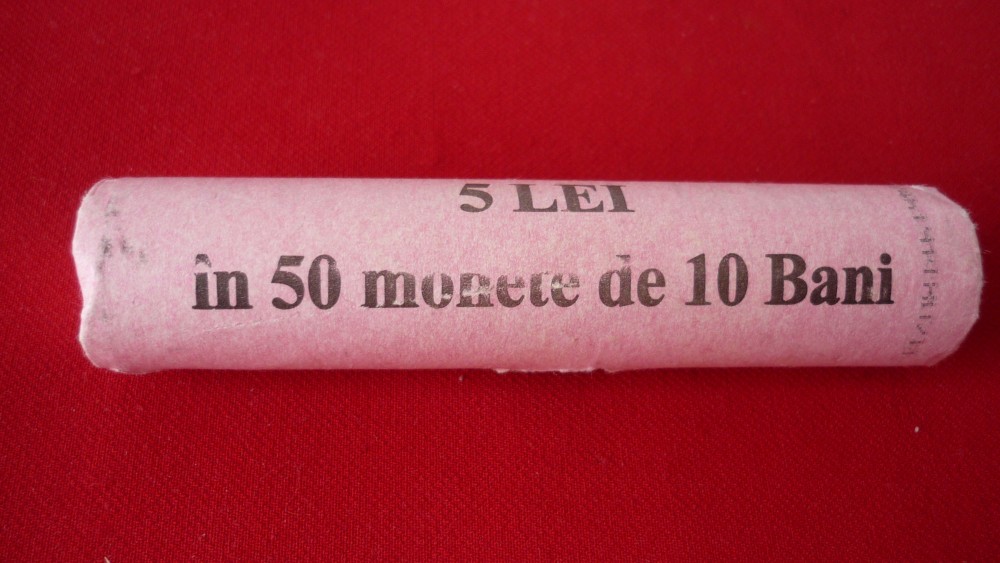 5 LEI
în 50 monete de 10 Bani